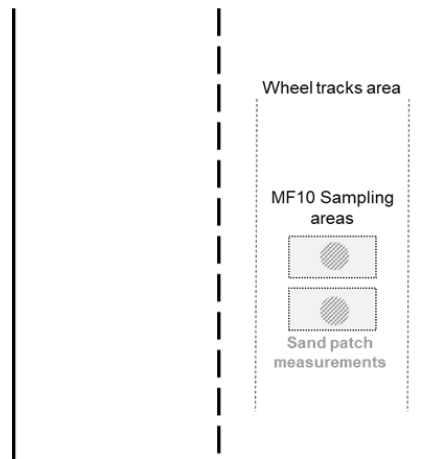 Wheel tracks area
MF10 Sampling
areas
Sand patch
measurements